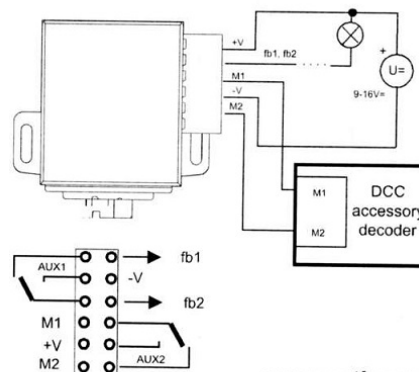 +V
fb1, fb2
M1
-V
M2
+
U=
9-16V=
M1
M2
DCC
accessory
decoder
AUX1
fb1
-V
fb2
M1
+V
AUX2
M2